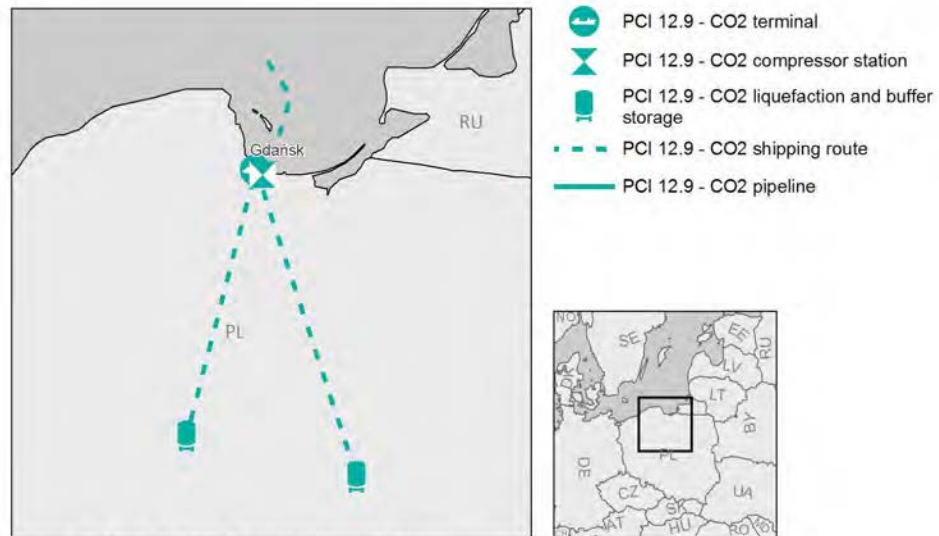 RU
Gdańsk
PL
PCI 12.9 - CO2 terminal
PCI 12.9 - CO2 compressor station
PCI 12.9 - CO2 liquefaction and buffer
storage
PCI 12.9 - CO2 shipping route
PCI 12.9 - CO2 pipeline
NO
SE
EE
RU
LV
DK
LT
BY
PL
DE
CZ
UA
SK
AT
HU
RO